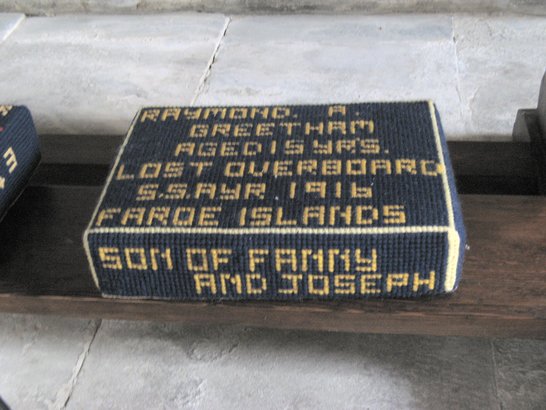 RAYMOND. A.
GREETHAM
AGED 15 YRS.
LOST OVERBOARD
S.S.AYR 1916
FAROE ISLANDS
SON OF FANNY
AND JOSEPH